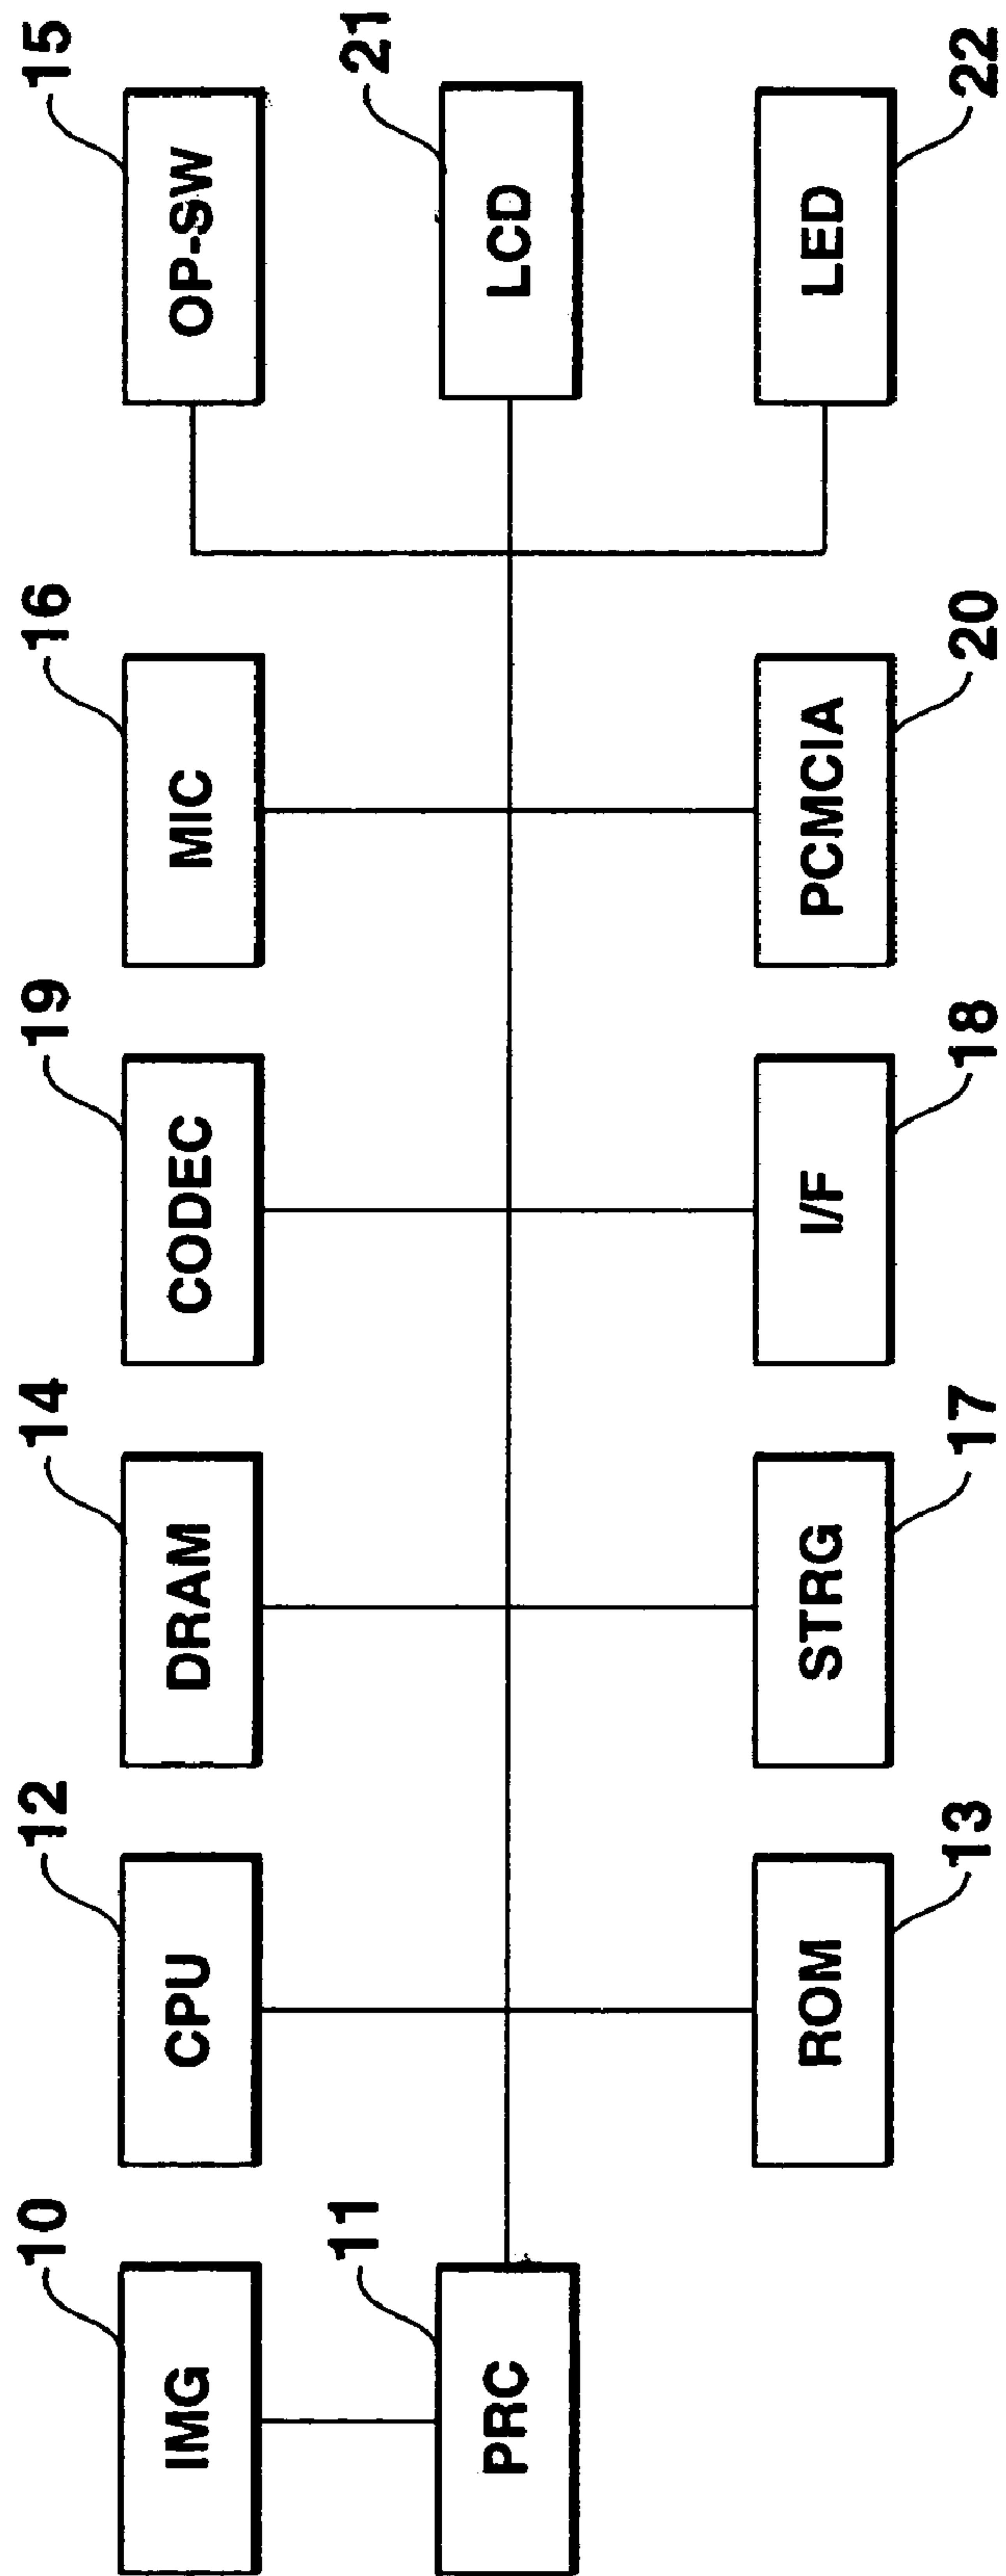 10
IMG
11
PRC
12
CPU
13
ROM
14
DRAM
17
STRG
19
CODEC
18
I/F
16
MIC
20
PCMCIA
15
OP-SW
21
LCD
22
LED